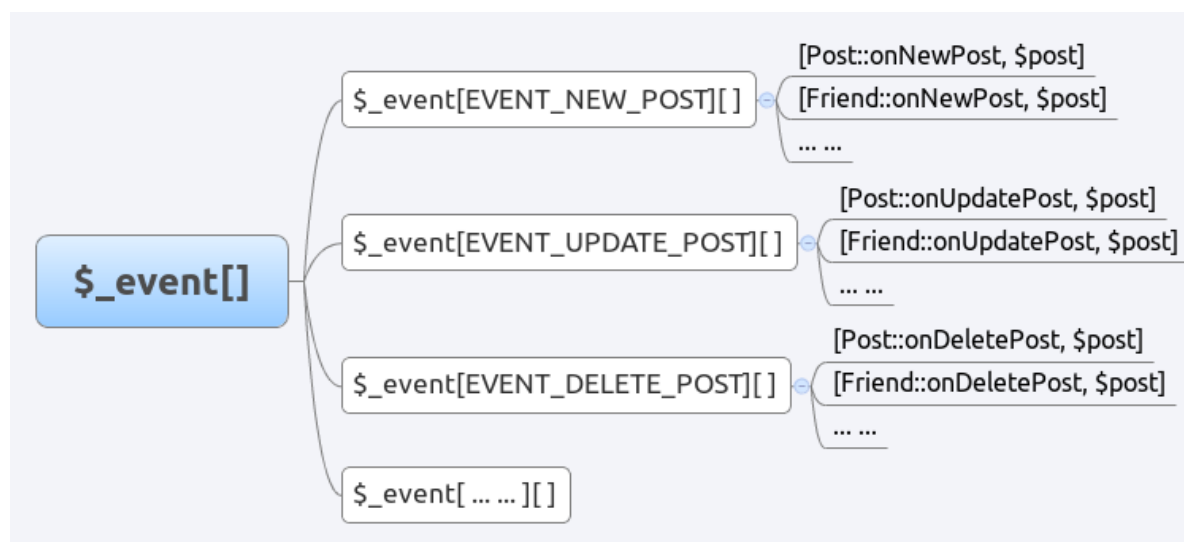 $_event[]
$_event[EVENT_NEW_POST][ ]
[Post::onNewPost, $post]
[Friend::onNewPost, $post]
... ...
$_event[EVENT_UPDATE_POST][ ]
[Post::onUpdatePost, $post]
[Friend::onUpdatePost, $post]
... ...
$_event[EVENT_DELETE_POST][ ]
[Post::onDeletePost, $post]
[Friend::onDeletePost, $post]
... ...
$_event[ ... ... ][ ]